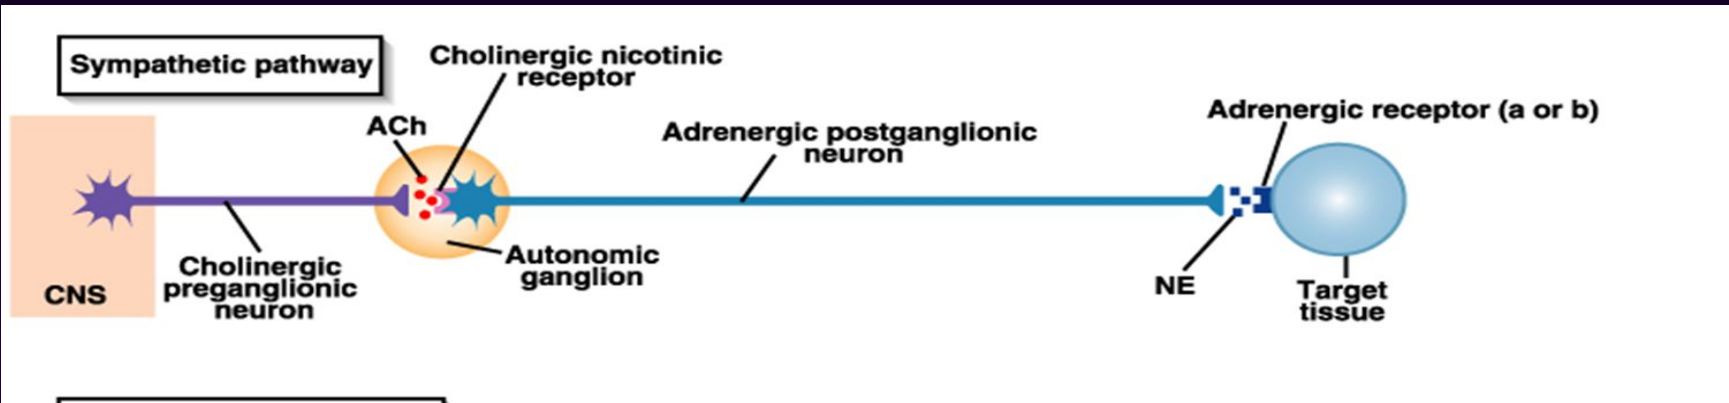 Sympathetic pathway
Cholinergic nicotinic
receptor
ACh
Adrenergic postganglionic
neuron
Adrenergic receptor (a or b)
Autonomic
ganglion
Cholinergic
preganglionic
neuron
CNS
NE
Target
tissue